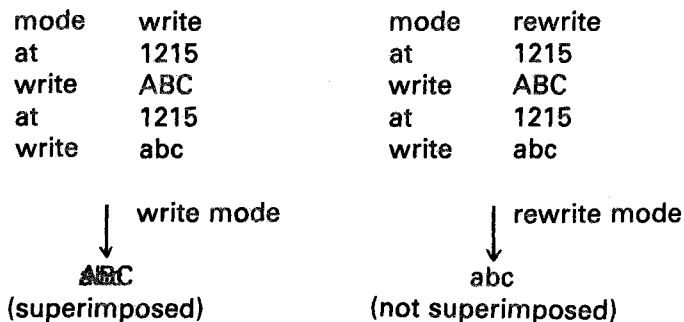 mode write mode rewrite
at 1215 at 1215
write ABC write ABC
at 1215 at 1215
write abc write abc
write mode rewrite mode
abc
(superimposed) (not superimposed)